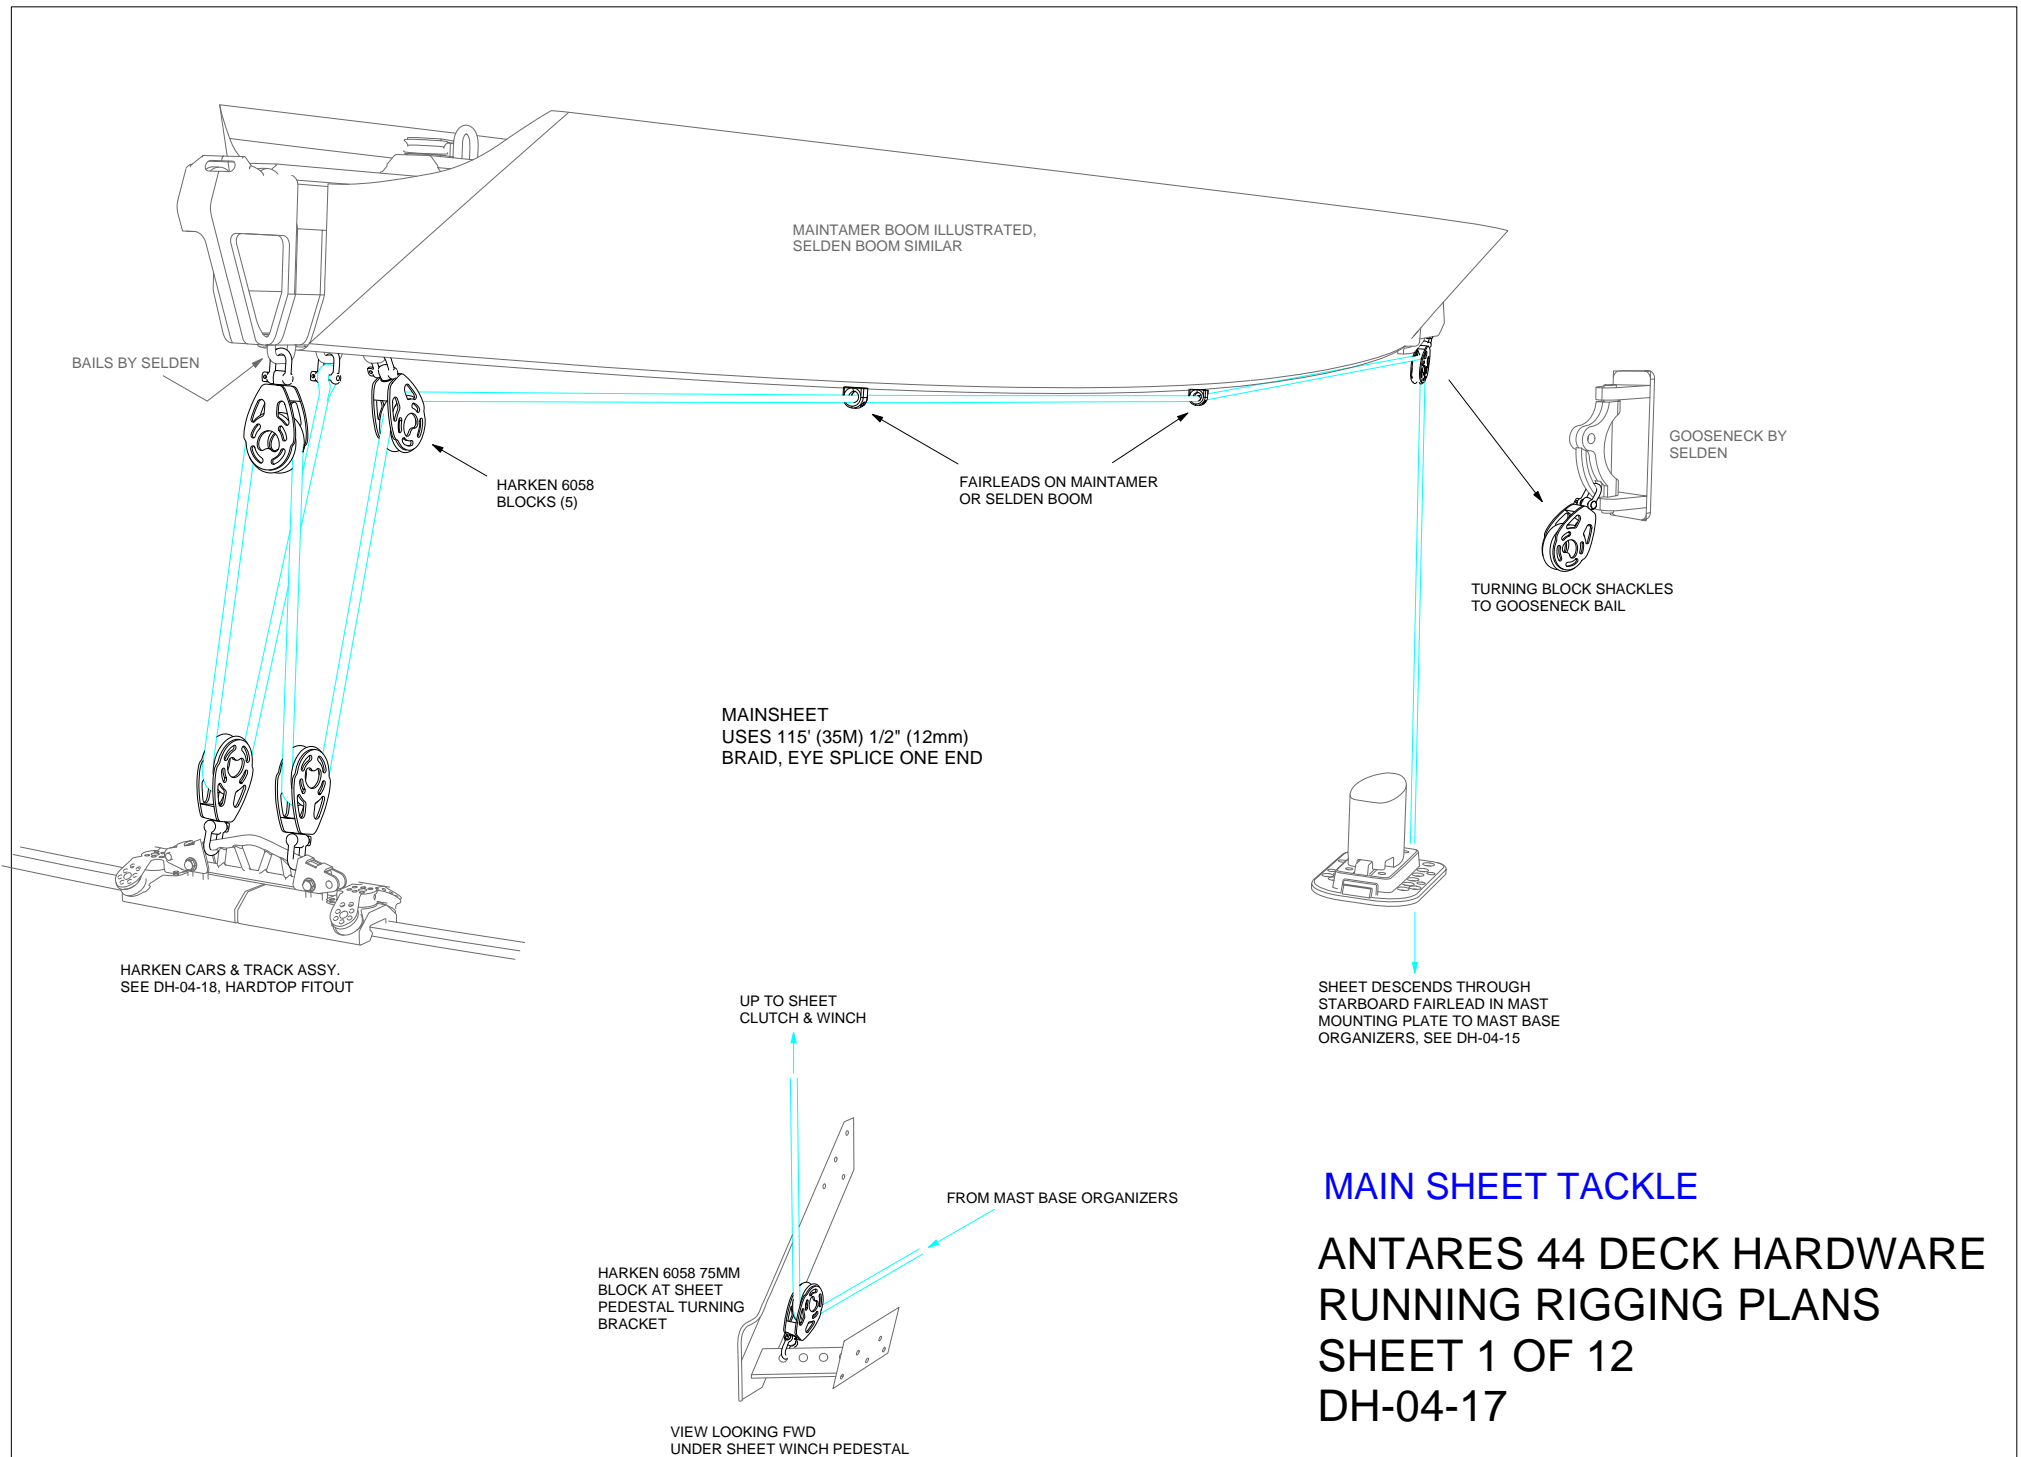 MAINTAMER BOOM ILLUSTRATED,
SELDEN BOOM SIMILAR
BAILS BY SELDEN
GOOSENECK BY
SELDEN
HARKEN 6058
BLOCKS (5)
FAIRLEADS ON MAINTAMER
OR SELDEN BOOM
TURNING BLOCK SHACKLES
TO GOOSENECK BAIL
MAINSHEET
USES 115' (35M) 1/2" (12mm)
BRAID, EYE SPLICE ONE END
HARKEN CARS & TRACK ASSY.
SEE DH-04-18, HARDTOP FITOUT
UP TO SHEET
CLUTCH & WINCH
SHEET DESCENDS THROUGH
STARBOARD FAIRLEAD IN MAST
MOUNTING PLATE TO MAST BASE
ORGANIZERS, SEE DH-04-15
FROM MAST BASE ORGANIZERS
HARKEN 6058 75MM
BLOCK AT SHEET
PEDESTAL TURNING
BRACKET
VIEW LOOKING FWD
UNDER SHEET WINCH PEDESTAL
MAIN SHEET TACKLE
ANTARES 44 DECK HARDWARE
RUNNING RIGGING PLANS
SHEET 1 OF 12
DH-04-17